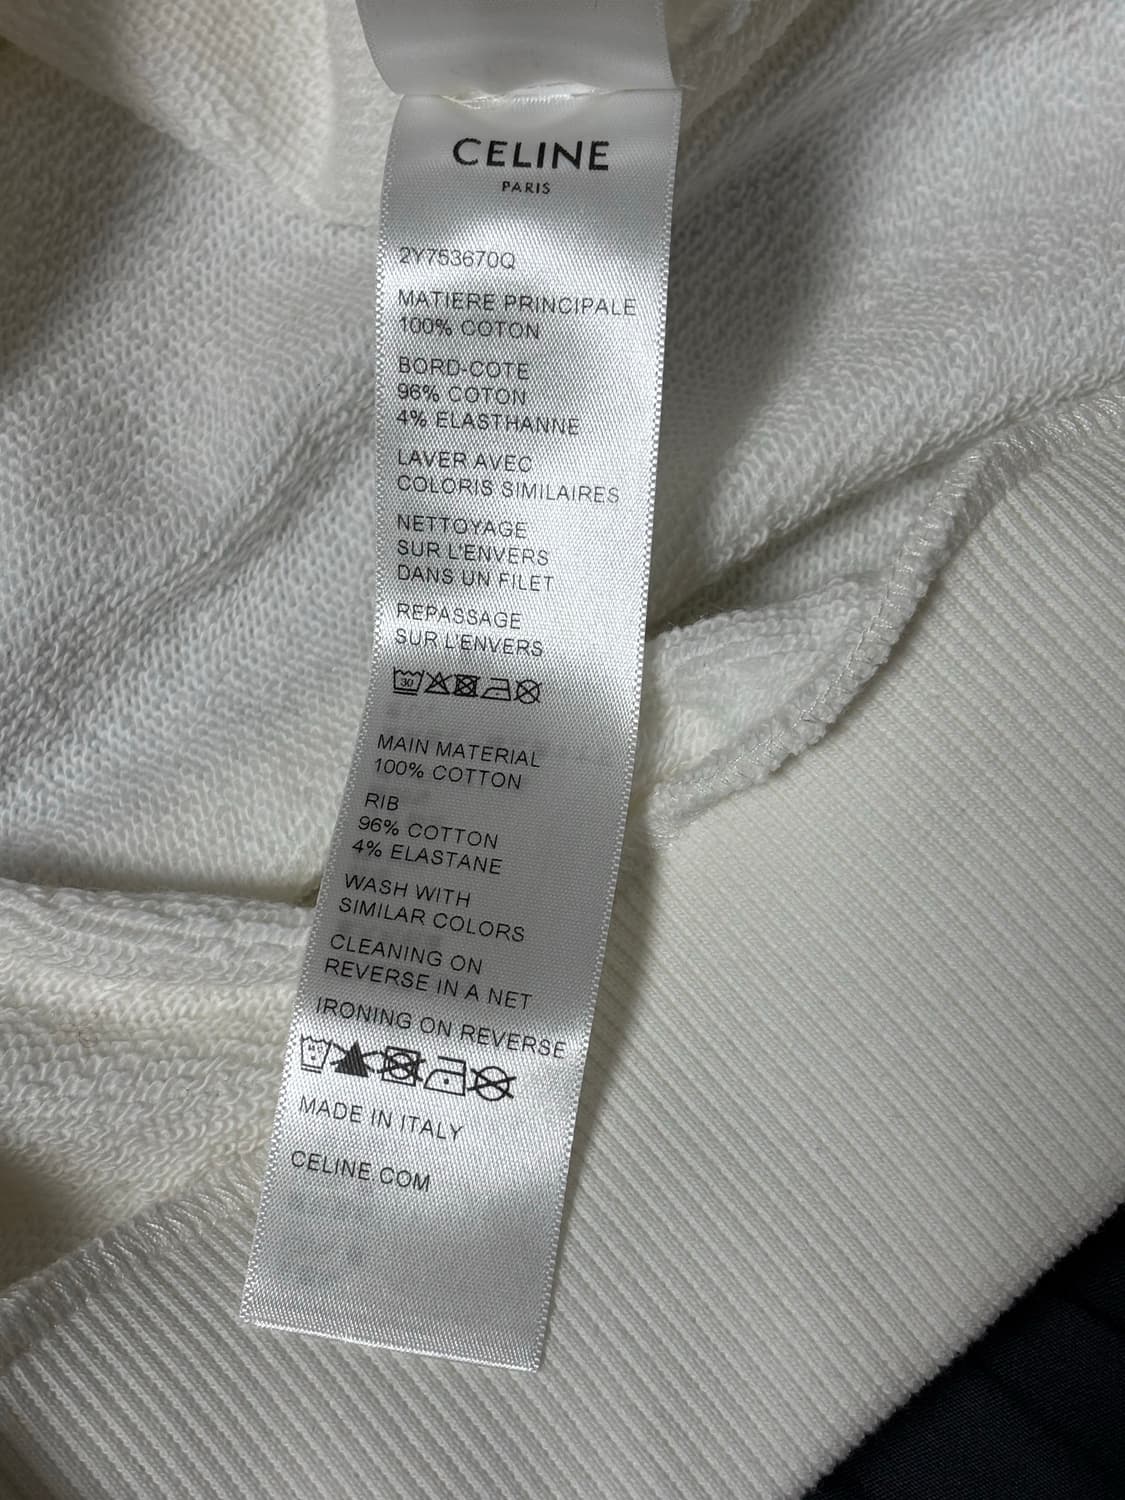 CELINE
PARIS
2Y753670Q
MATIERE PRINCIPALE
100% COTON
BORD-COTE
96% COTON
4% ELASTHANNE
LAVER AVEC
COLORIS SIMILAIRES
NETTOYAGE
SUR L'ENVERS
DANS UN FILET
REPASSAGE
SUR L'ENVERS
30
MAIN MATERIAL
100% COTTON
RIB
96% COTTON
4% ELASTANE
WASH WITH
SIMILAR COLORS
CLEANING ON
REVERSE IN A NET
IRONING ON REVERSE
MADE IN ITALY
CELINE.COM